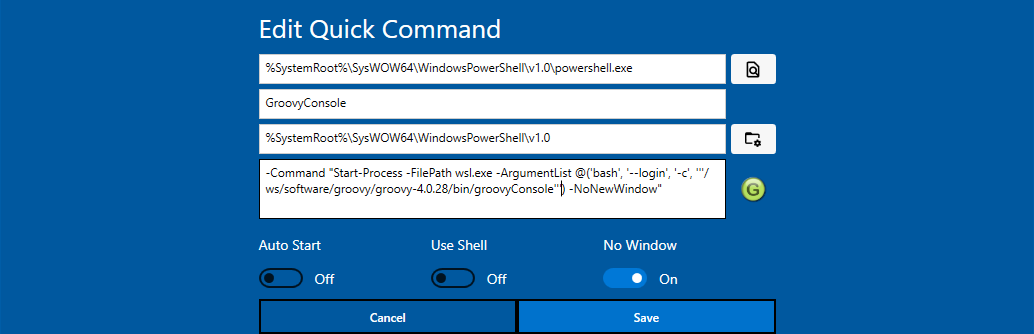 Edit Quick Command
%SystemRoot%\SysWOW64\WindowsPowerShell\v1.0\powershell.exe
GroovyConsole
%SystemRoot%\SysWOW64\WindowsPowerShell\v1.0
-Command "Start-Process -FilePath wsl.exe -ArgumentList @('bash', '--login', '-c', '"/
ws/software/groovy/groovy-4.0.28/bin/groovyConsole"') -NoNewWindow"
G
Auto Start Use Shell No Window
Off Off On
Cancel Save